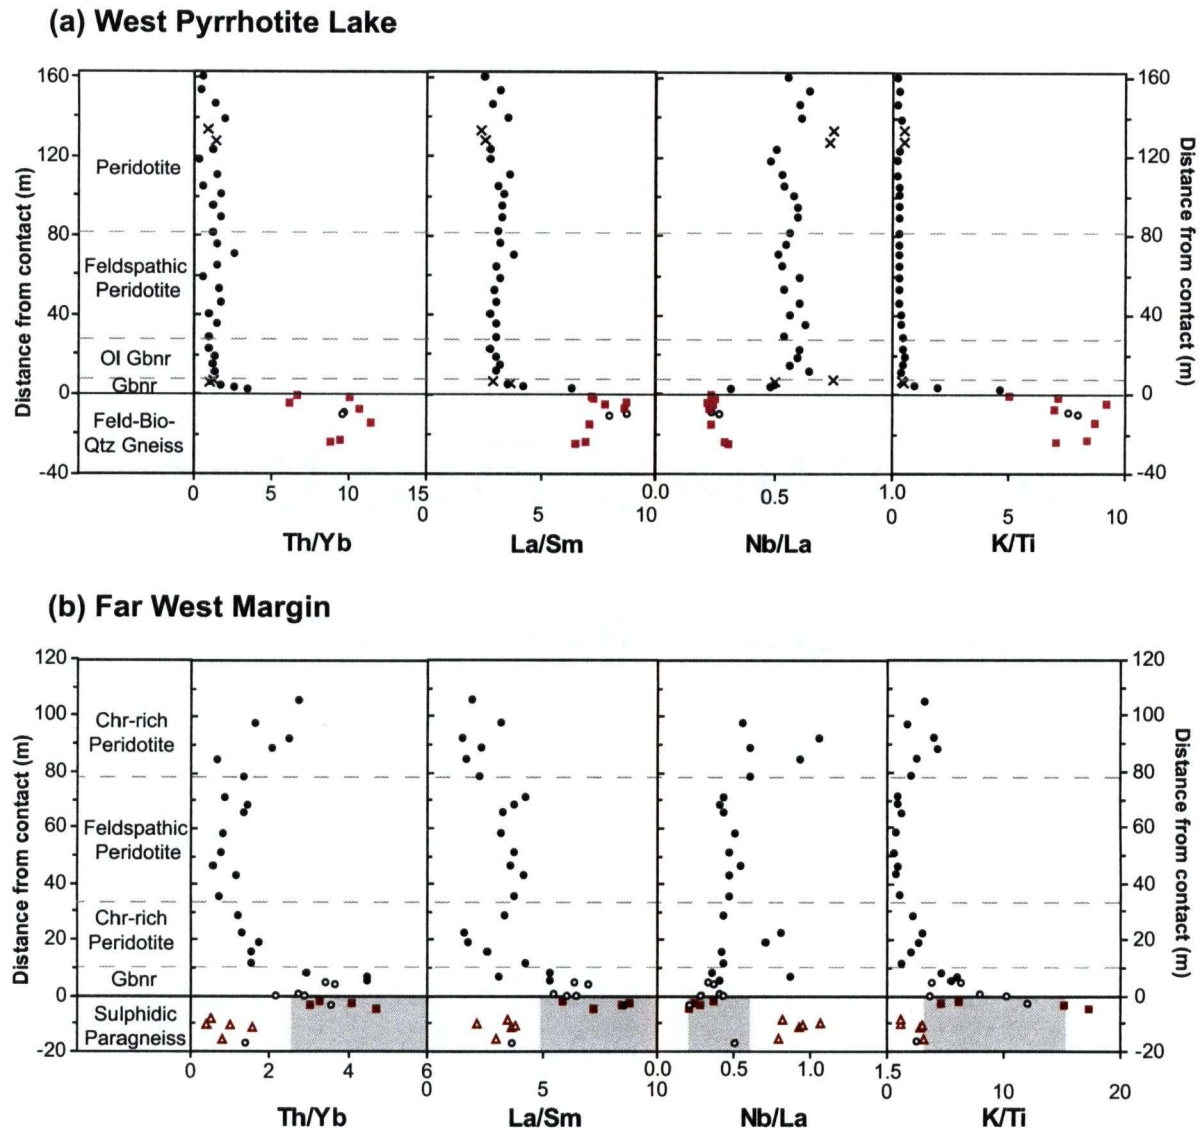 (a) West Pyrrhotite Lake
160
120
80
40
0
-40
Distance from contact (m)
Peridotite
Feldspathic
Peridotite
Ol Gbnr
Gbnr
Feld-Bio-
Qtz Gneiss
160
120
80
40
0
-40
Distance from contact (m)
0 5 10 15
0 5 10
0.0 0.5 1.0
0 5 10
Th/Yb La/Sm Nb/La K/Ti
(b) Far West Margin
120
100
80
60
40
20
0
-20
Distance from contact (m)
Chr-rich
Peridotite
Feldspathic
Peridotite
Chr-rich
Peridotite
Gbnr
Sulphidic
Paragneiss
120
100
80
60
40
20
0
-20
Distance from contact (m)
0 2 4 6
0 5 10
0.0 0.5 1.0 1.5
0 10 20
Th/Yb La/Sm Nb/La K/Ti